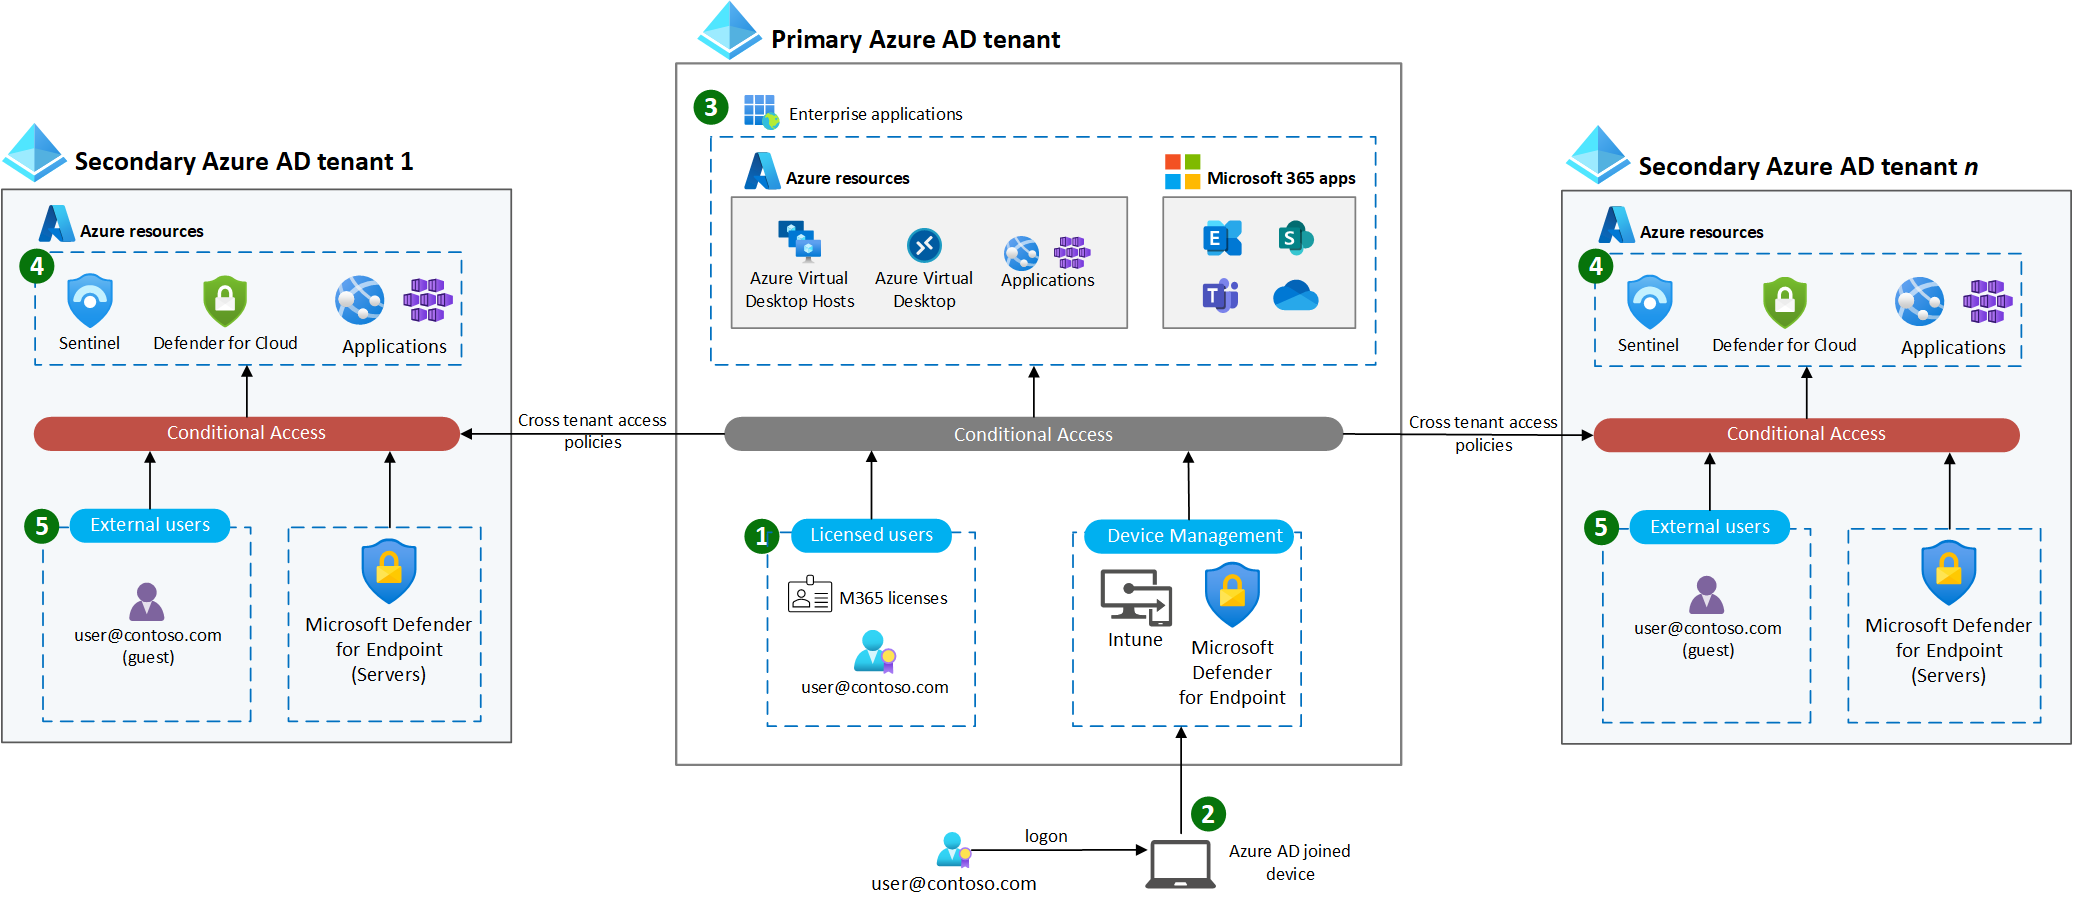 Primary Azure AD tenant
3
Enterprise applications
Azure resources
Azure Virtual
Desktop Hosts
Azure Virtual
Desktop
Applications
Microsoft 365 apps
E
S
T
Conditional Access
Cross tenant access
policies
Cross tenant access
policies
1
Licensed users
M365 licenses
user@contoso.com
Device Management
Intune
Microsoft
Defender
for Endpoint
2
logon
user@contoso.com
Azure AD joined
device
Secondary Azure AD tenant 1
Azure resources
4
Sentinel
Defender for Cloud
Applications
Conditional Access
5
External users
user@contoso.com
(guest)
Microsoft Defender
for Endpoint
(Servers)
Secondary Azure AD tenant n
Azure resources
4
Sentinel
Defender for Cloud
Applications
Conditional Access
5
External users
user@contoso.com
(guest)
Microsoft Defender
for Endpoint
(Servers)